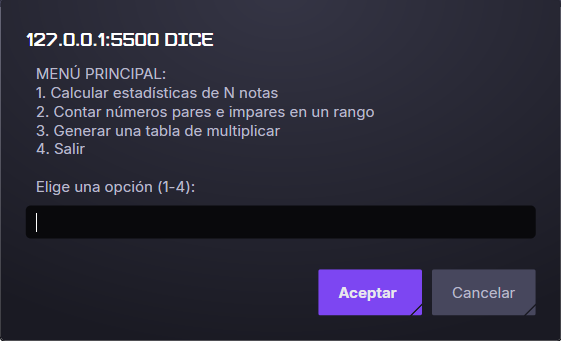 127.0.0.1:5500 DICE
MENÚ PRINCIPAL:
1. Calcular estadísticas de N notas
2. Contar números pares e impares en un rango
3. Generar una tabla de multiplicar
4. Salir
Elige una opción (1-4):
Aceptar
Cancelar